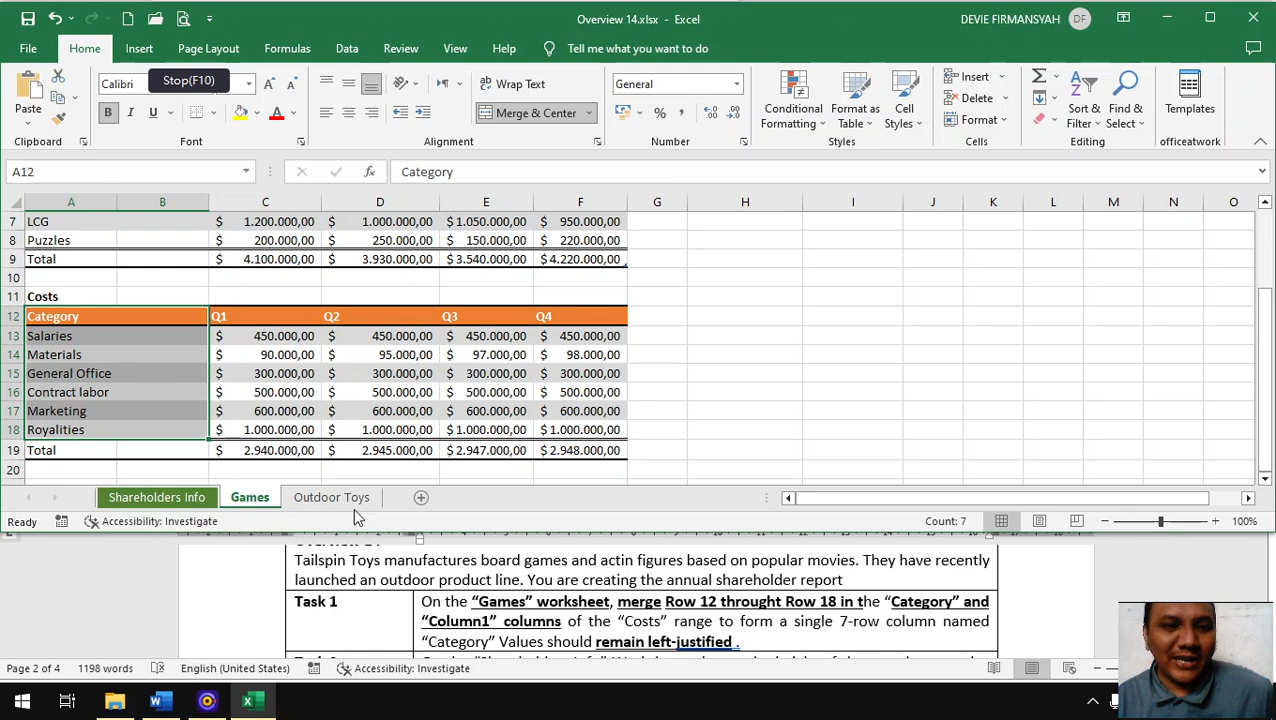 Overview 14.xlsx - Excel
DEVIE FIRMANSYAH DF
File Home Insert Page Layout Formulas Data Review View Help Tell me what you want to do
Calibri Stop(F10)
Wrap Text
General
Insert
Paste
Merge & Center
Conditional Formatting
Format as Table
Cell Styles
Delete
Format
Sort & Filter
Find & Select
Templates
Clipboard Font Alignment Number Styles Cells Editing officeatwork
A12 Category
A B C D E F G H I J K L M N O
7 LCG $ 1.200.000,00 $ 1.000.000,00 $ 1.050.000,00 $ 950.000,00
8 Puzzles $ 200.000,00 $ 250.000,00 $ 150.000,00 $ 220.000,00
9 Total $ 4.100.000,00 $ 3.930.000,00 $ 3.540.000,00 $ 4.220.000,00
10
11 Costs
12 Category Q1 Q2 Q3 Q4
13 Salaries $ 450.000,00 $ 450.000,00 $ 450.000,00 $ 450.000,00
14 Materials $ 90.000,00 $ 95.000,00 $ 97.000,00 $ 98.000,00
15 General Office $ 300.000,00 $ 300.000,00 $ 300.000,00 $ 300.000,00
16 Contract labor $ 500.000,00 $ 500.000,00 $ 500.000,00 $ 500.000,00
17 Marketing $ 600.000,00 $ 600.000,00 $ 600.000,00 $ 600.000,00
18 Royalities $ 1.000.000,00 $ 1.000.000,00 $ 1.000.000,00 $ 1.000.000,00
19 Total $ 2.940.000,00 $ 2.945.000,00 $ 2.947.000,00 $ 2.948.000,00
20
Shareholders Info Games Outdoor Toys
Ready Accessibility: Investigate Count: 7 100%
Tailspin Toys manufactures board games and actin figures based on popular movies. They have recently
launched an outdoor product line. You are creating the annual shareholder report
Task 1 On the “Games” worksheet, merge Row 12 throught Row 18 in the “Category” and
“Column1” columns of the “Costs” range to form a single 7-row column named
“Category” Values should remain left-justified .
Page 2 of 4 1198 words English (United States) Accessibility: Investigate